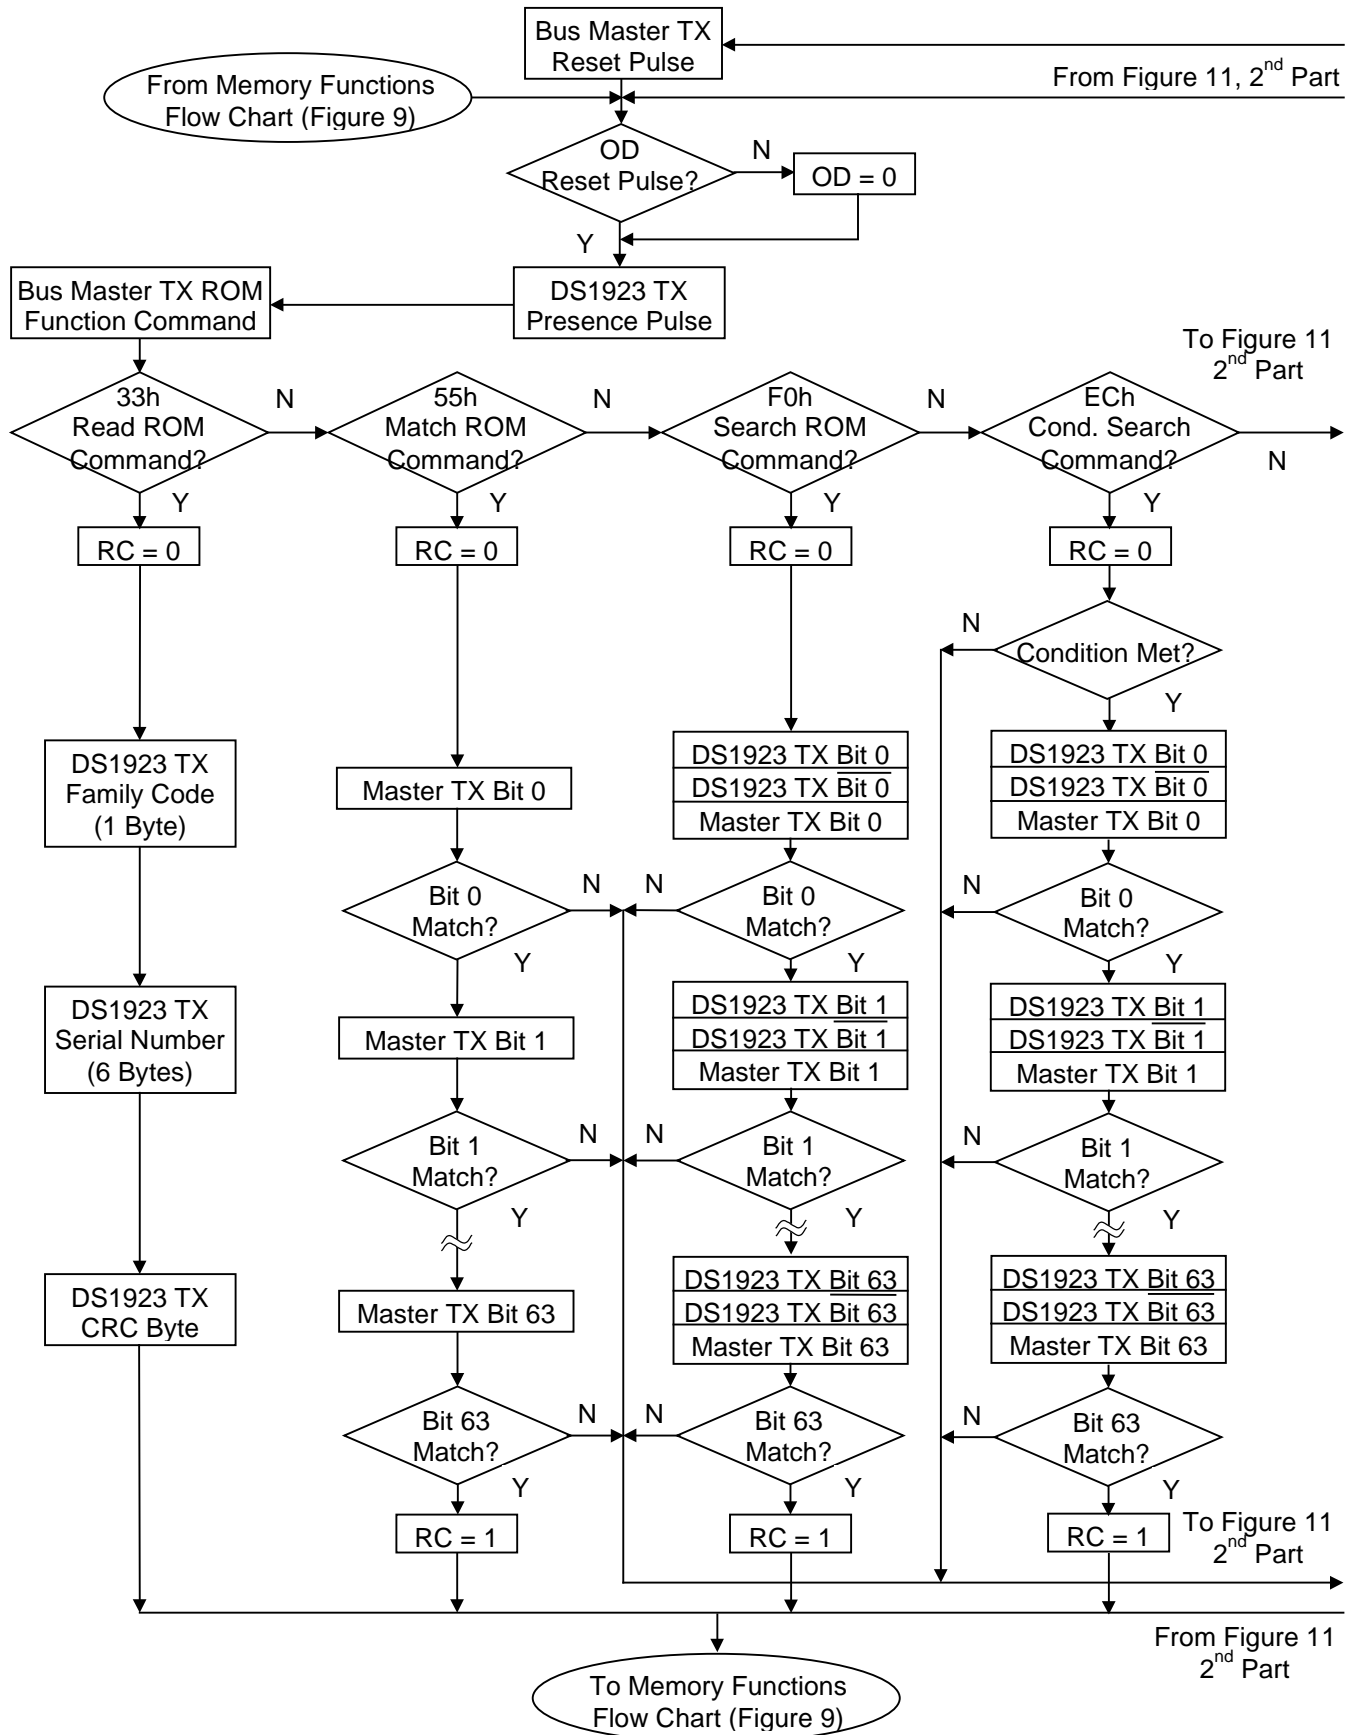 Bus Master TX
Reset Pulse
From Figure 11, 2nd Part
From Memory Functions
Flow Chart (Figure 9)
OD
Reset Pulse?
N
OD = 0
Y
Bus Master TX ROM
Function Command
DS1923 TX
Presence Pulse
To Figure 11
2nd Part
33h
Read ROM
Command?
N
55h
Match ROM
Command?
N
F0h
Search ROM
Command?
N
ECh
Cond. Search
Command?
N
Y
Y
Y
Y
RC = 0
RC = 0
RC = 0
RC = 0
N
Condition Met?
Y
DS1923 TX
Family Code
(1 Byte)
Master TX Bit 0
DS1923 TX Bit 0
DS1923 TX Bit 0
Master TX Bit 0
DS1923 TX Bit 0
DS1923 TX Bit 0
Master TX Bit 0
Bit 0
Match?
N
N
Bit 0
Match?
N
Bit 0
Match?
Y
Y
Y
DS1923 TX
Serial Number
(6 Bytes)
Master TX Bit 1
DS1923 TX Bit 1
DS1923 TX Bit 1
Master TX Bit 1
DS1923 TX Bit 1
DS1923 TX Bit 1
Master TX Bit 1
Bit 1
Match?
N
N
Bit 1
Match?
N
Bit 1
Match?
Y
Y
Y
DS1923 TX
CRC Byte
Master TX Bit 63
DS1923 TX Bit 63
DS1923 TX Bit 63
Master TX Bit 63
DS1923 TX Bit 63
DS1923 TX Bit 63
Master TX Bit 63
Bit 63
Match?
N
N
Bit 63
Match?
N
Bit 63
Match?
Y
Y
Y
RC = 1
RC = 1
RC = 1
To Figure 11
2nd Part
From Figure 11
2nd Part
To Memory Functions
Flow Chart (Figure 9)